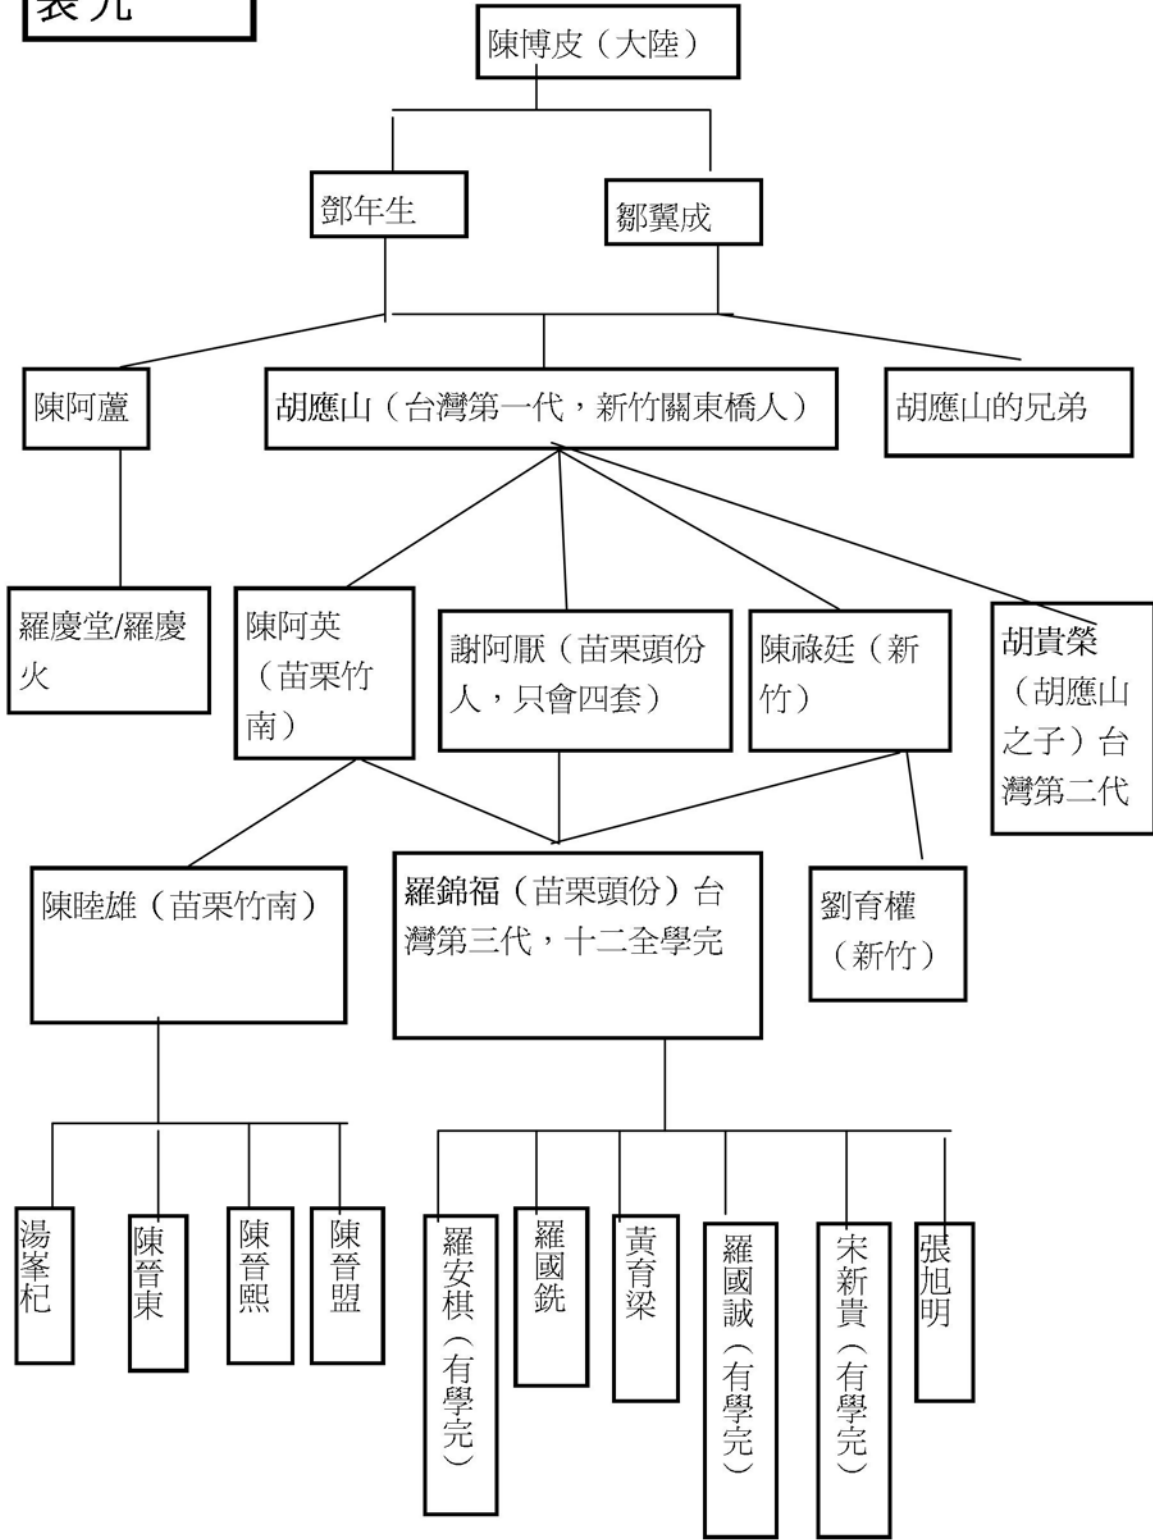 表九
陳博皮（大陸）
鄧年生
鄒翼成
陳阿蘆
胡應山（台灣第一代，新竹關東橋人）
胡應山的兄弟
羅慶堂/羅慶
火
陳阿英
（苗栗竹
南）
謝阿厭（苗栗頭份
人，只會四套）
陳祿廷（新
竹）
胡貴榮
（胡應山
之子）台
灣第二代
陳睦雄（苗栗竹南）
羅錦福（苗栗頭份）台
灣第三代，十二全學完
劉育權
（新竹）
湯峯杞
陳晉東
陳晉熙
陳晉盟
羅安棋（有學完）
羅國銑
黃育梁
羅國誠（有學完）
宋新貴（有學完）
張旭明